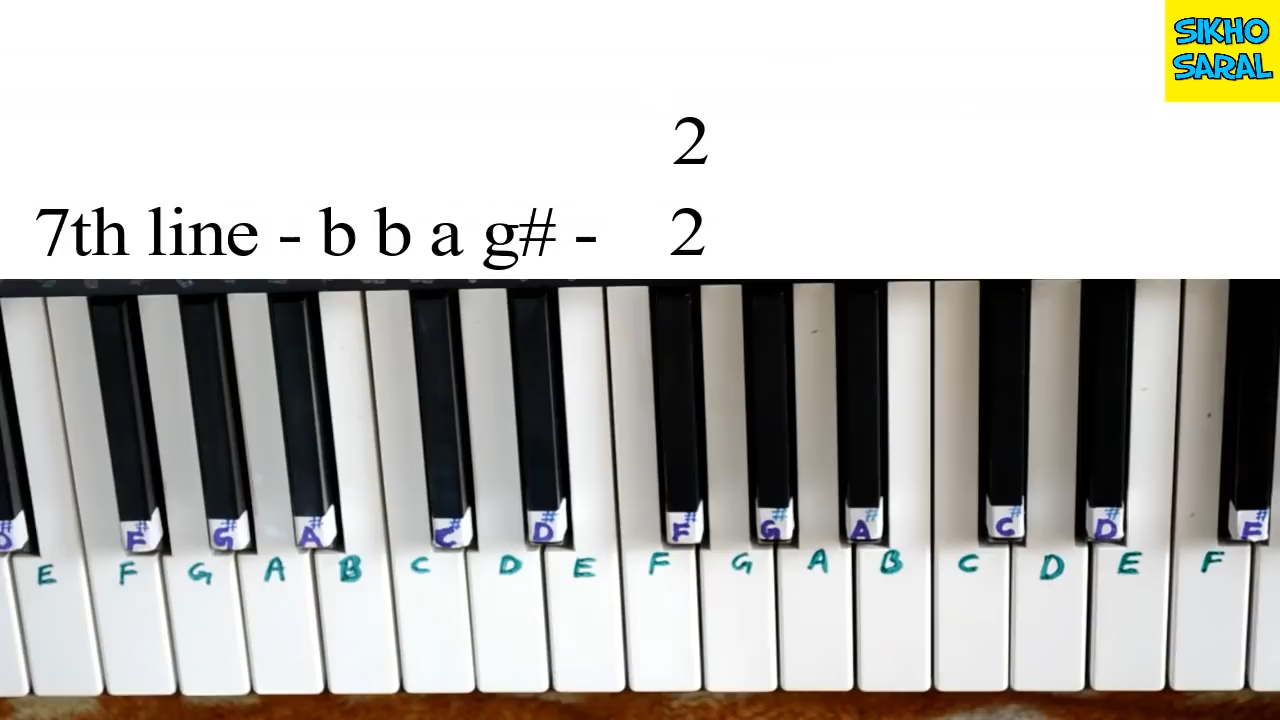 SIKHO
SARAL
2
7th line - b b a g# - 2
D# F# G# A# C# D# F# G# A# C# D# F#
E F G A B C D E F G A B C D E F